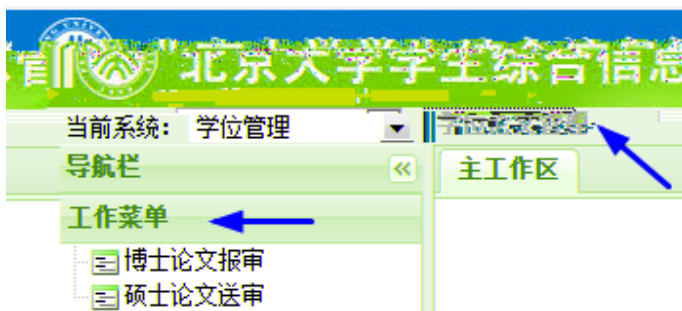 北京大学学生综合信息
当前系统: 学位管理
导航栏
主工作区
工作菜单
博士论文报审
硕士论文送审